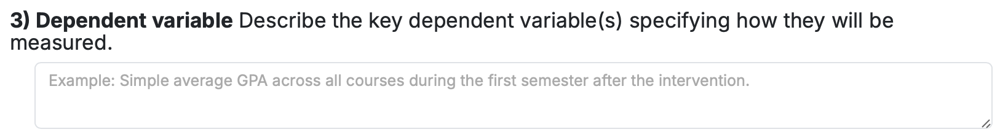 3) Dependent variable Describe the key dependent variable(s) specifying how they will be
measured.
Example: Simple average GPA across all courses during the first semester after the intervention.